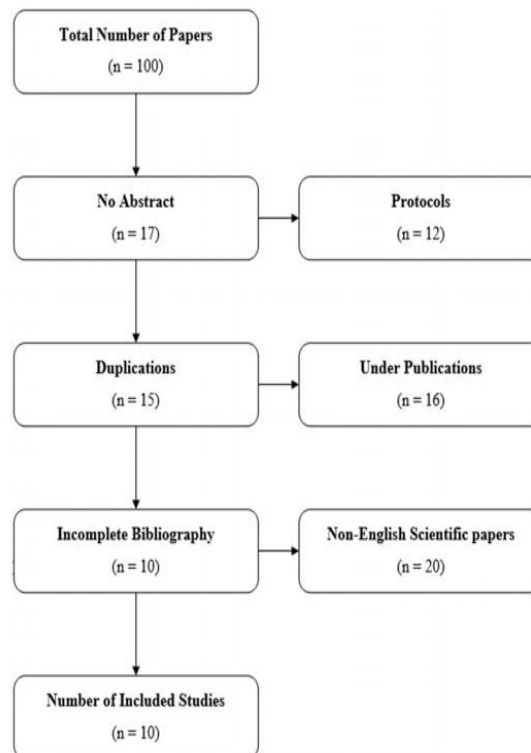 Total Number of Papers
(n = 100)
No Abstract
(n = 17)
Protocols
(n = 12)
Duplications
(n = 15)
Under Publications
(n = 16)
Incomplete Bibliography
(n = 10)
Non-English Scientific papers
(n = 20)
Number of Included Studies
(n = 10)